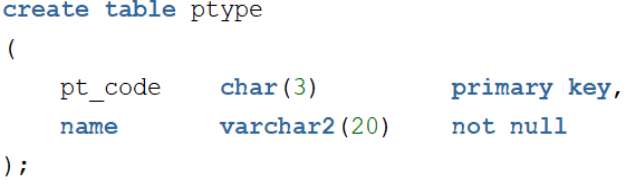 create table ptype
(
pt_code char(3) primary key,
name varchar2(20) not null
);